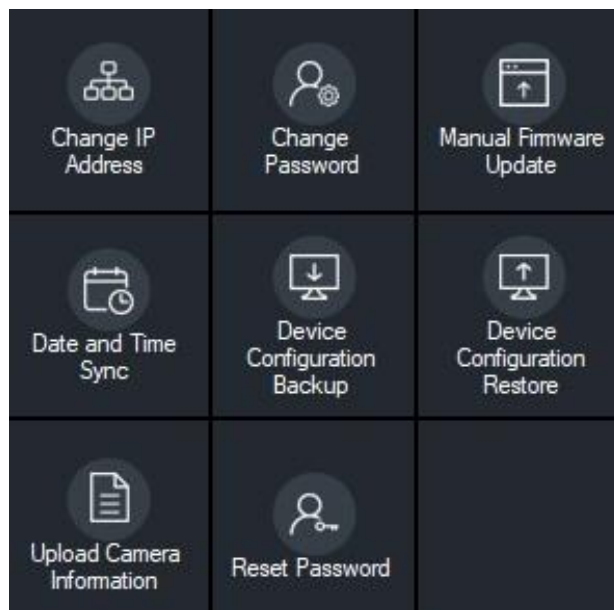 Change IP
Address
Change
Password
Manual Firmware
Update
Date and Time
Sync
Device
Configuration
Backup
Device
Configuration
Restore
Upload Camera
Information
Reset Password